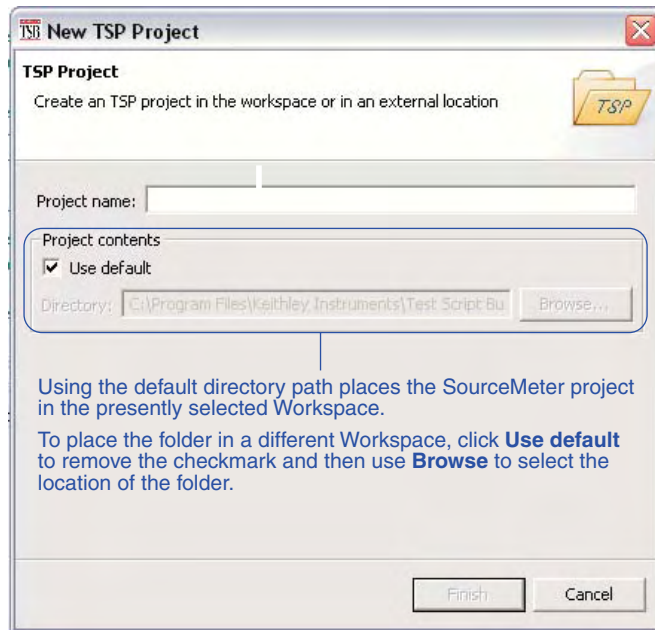 TSB New TSP Project
TSP Project
Create an TSP project in the workspace or in an external location
TSP
Project name:
Project contents
Use default
Directory: C:\Program Files\Keithley Instruments\Test Script Bu Browse...
Using the default directory path places the SourceMeter project
in the presently selected Workspace.
To place the folder in a different Workspace, click Use default
to remove the checkmark and then use Browse to select the
location of the folder.
Finish Cancel